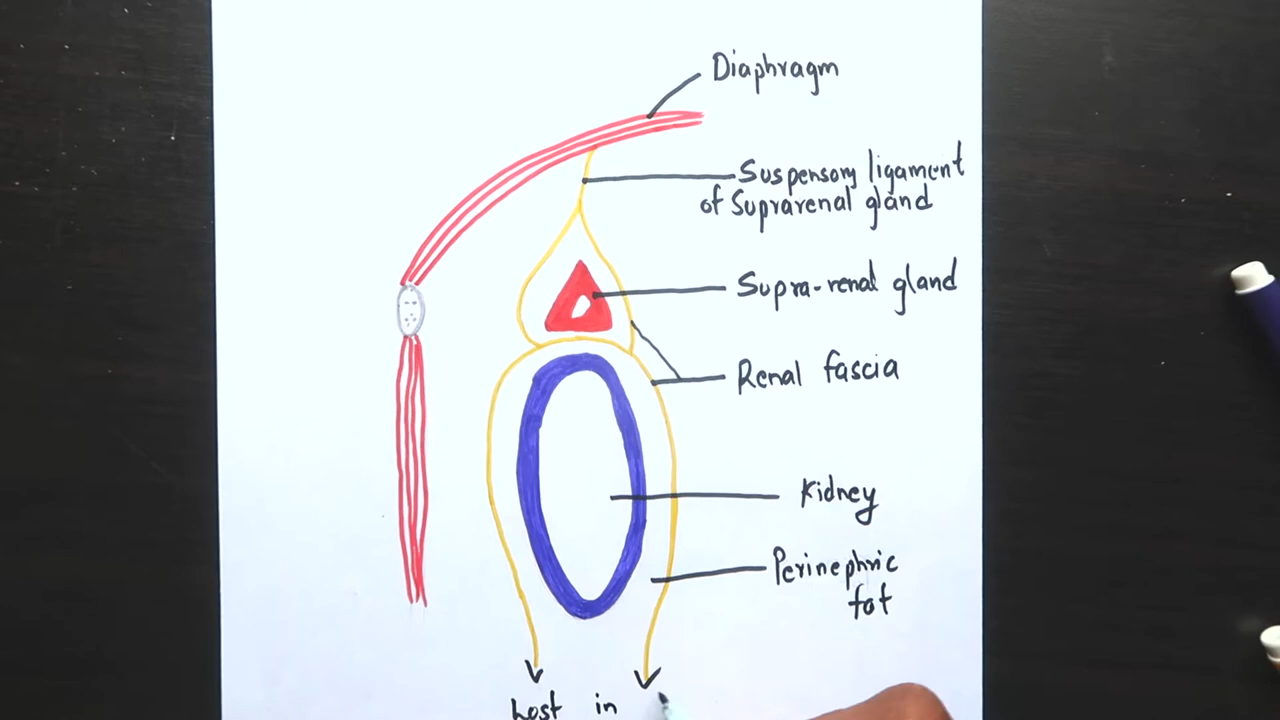 Diaphragm
Suspensory ligament
of Suprarenal gland
Supra-renal gland
Renal fascia
Kidney
Perinephric
fat
Lost in